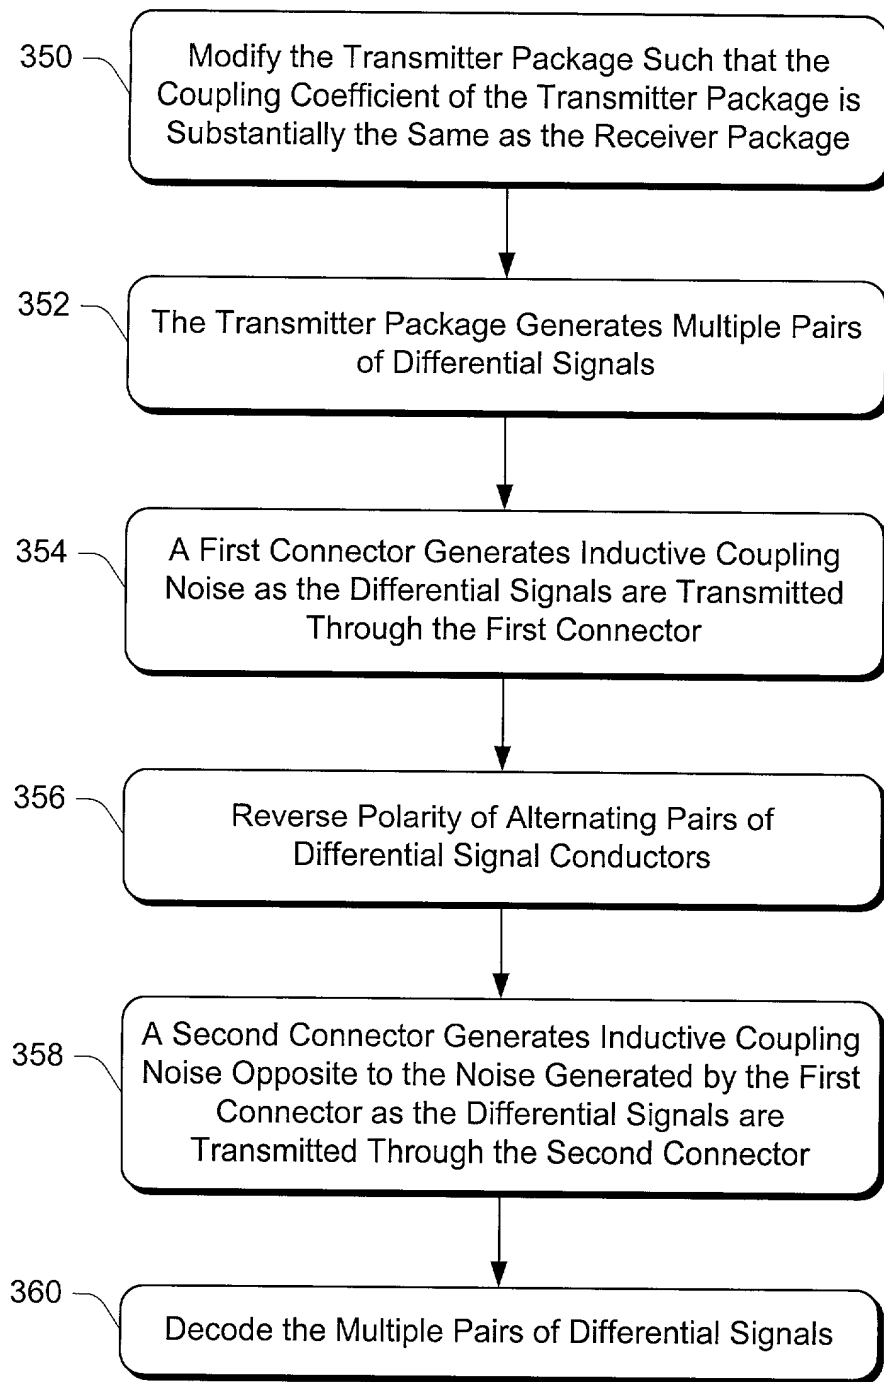 350
Modify the Transmitter Package Such that the
Coupling Coefficient of the Transmitter Package is
Substantially the Same as the Receiver Package
352
The Transmitter Package Generates Multiple Pairs
of Differential Signals
354
A First Connector Generates Inductive Coupling
Noise as the Differential Signals are Transmitted
Through the First Connector
356
Reverse Polarity of Alternating Pairs of
Differential Signal Conductors
358
A Second Connector Generates Inductive Coupling
Noise Opposite to the Noise Generated by the First
Connector as the Differential Signals are
Transmitted Through the Second Connector
360
Decode the Multiple Pairs of Differential Signals